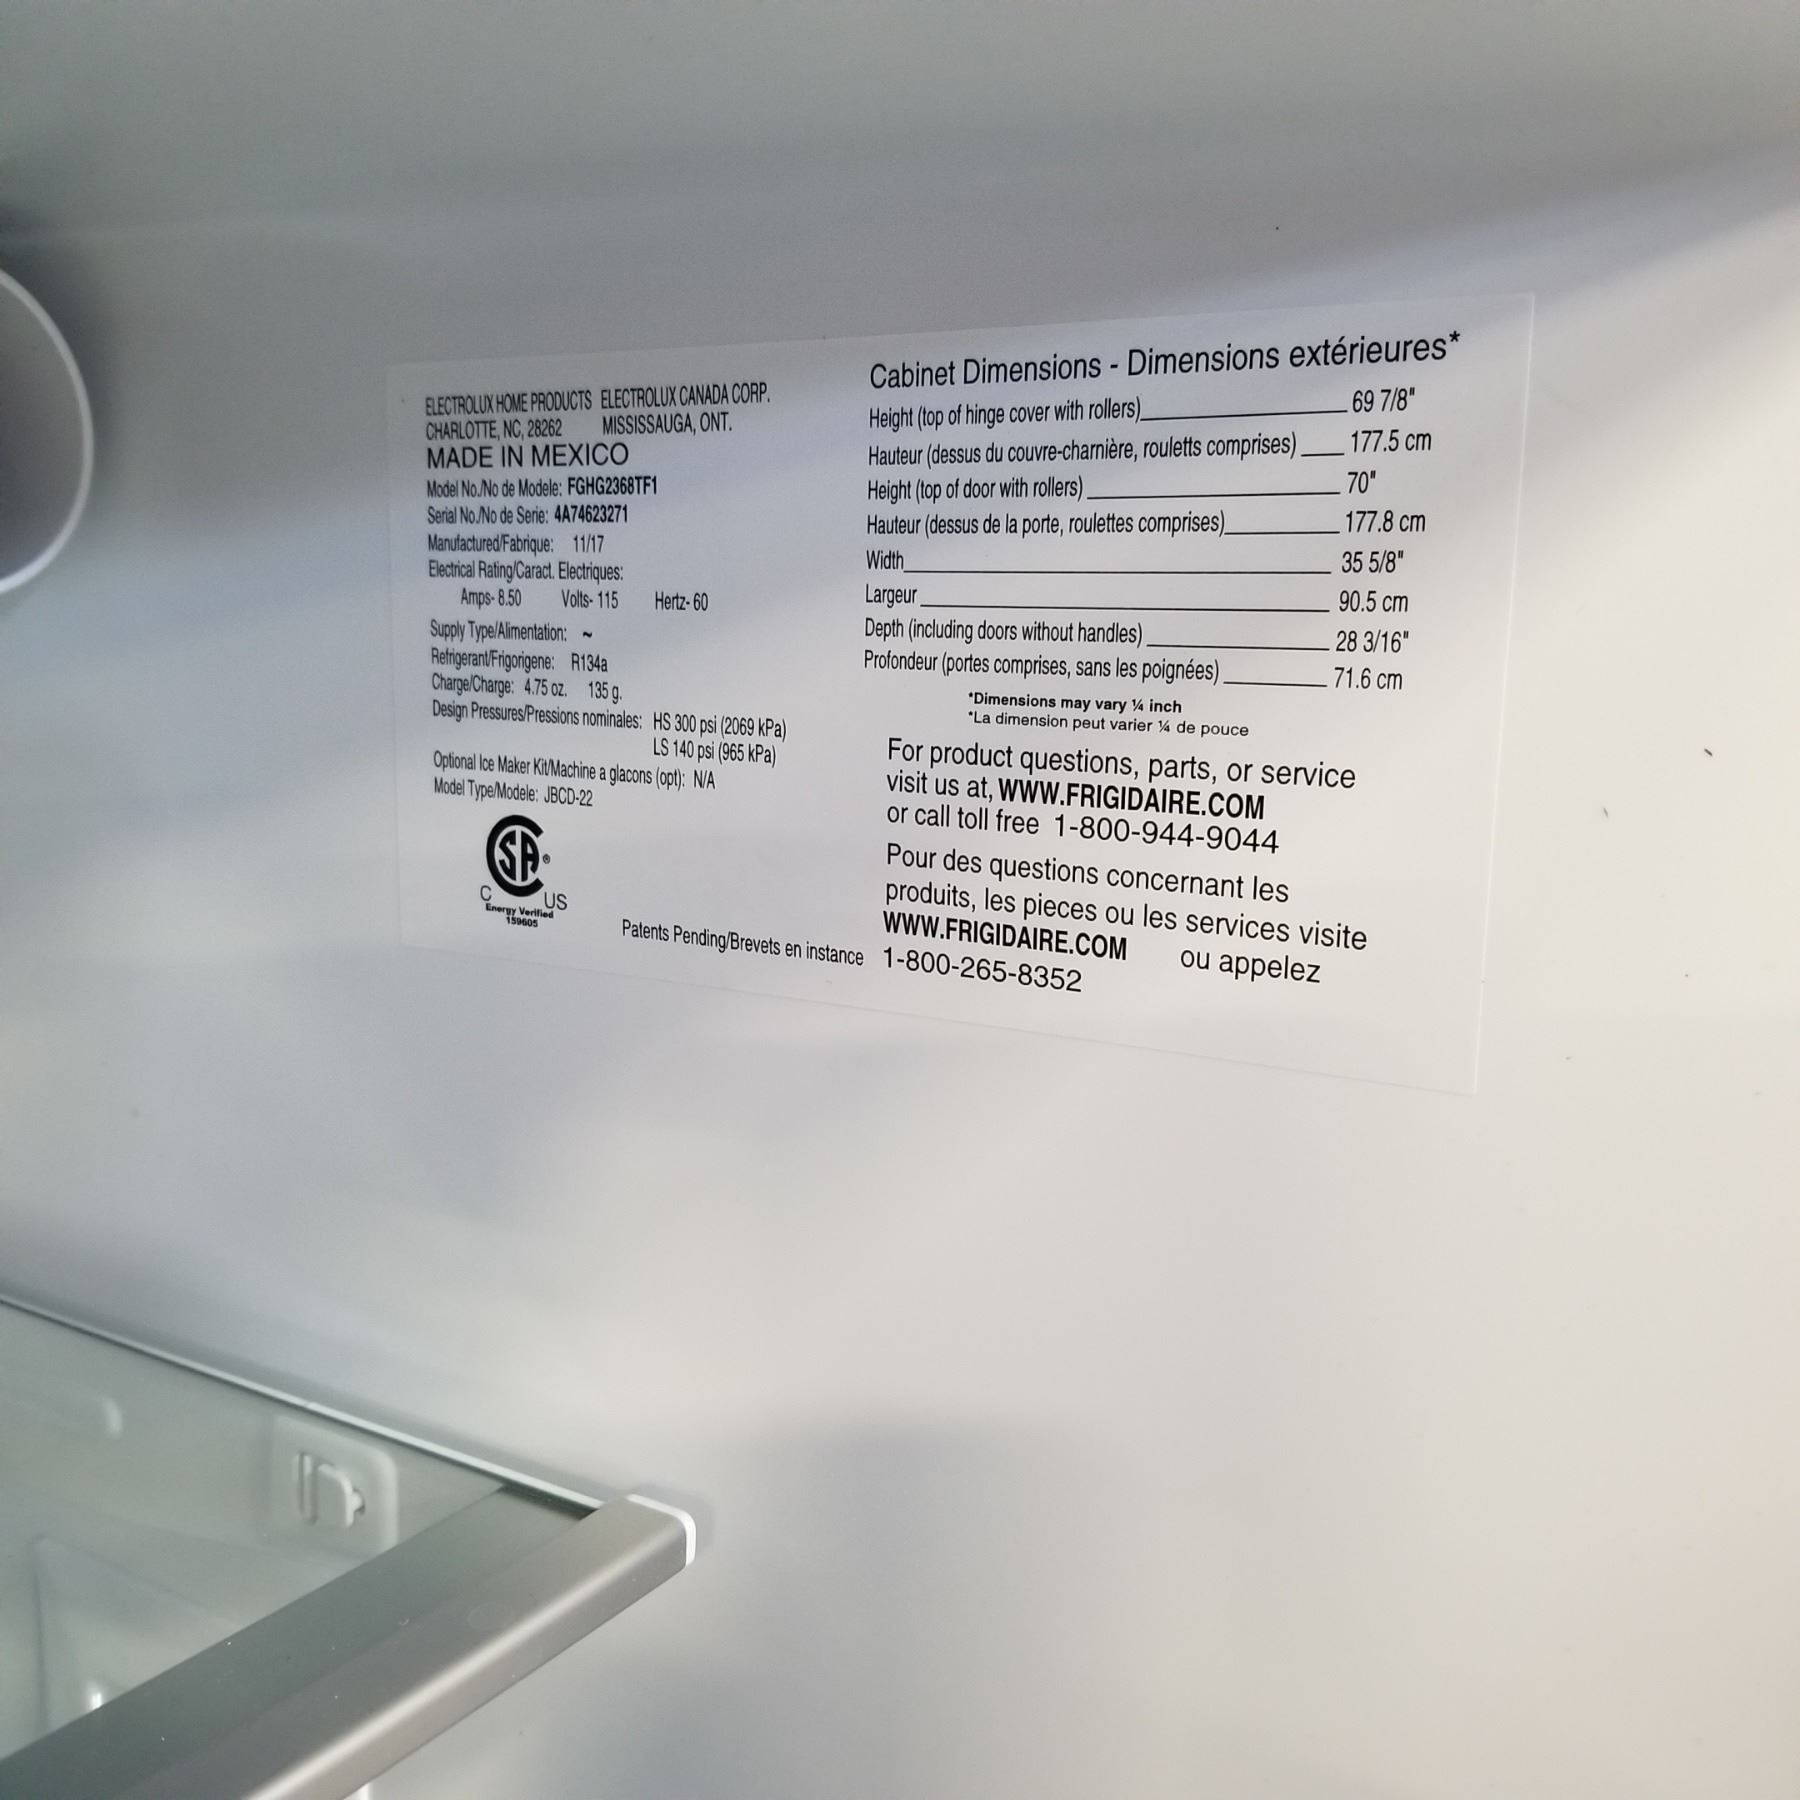 ELECTROLUX HOME PRODUCTS ELECTROLUX CANADA CORP.
CHARLOTTE, NC, 28262 MISSISSAUGA, ONT.
MADE IN MEXICO
Model No./No de Modele: FGHG2368TF1
Serial No./No de Serie: 4A74623271
Manufactured/Fabrique: 11/17
Electrical Rating/Caract. Electriques:
Amps- 8.50 Volts- 115 Hertz- 60
Supply Type/Alimentation: ~
Refrigerant/Frigorigene: R134a
Charge/Charge: 4.75 oz. 135 g.
Design Pressures/Pressions nominales: HS 300 psi (2069 kPa)
LS 140 psi (965 kPa)
Optional Ice Maker Kit/Machine a glacons (opt): N/A
Model Type/Modele: JBCD-22
SA®
C US
Energy Verified
159605
Patents Pending/Brevets en instance
Cabinet Dimensions - Dimensions extérieures*
Height (top of hinge cover with rollers) 69 7/8"
Hauteur (dessus du couvre-charnière, rouletts comprises) 177.5 cm
Height (top of door with rollers) 70"
Hauteur (dessus de la porte, roulettes comprises) 177.8 cm
Width 35 5/8"
Largeur 90.5 cm
Depth (including doors without handles) 28 3/16"
Profondeur (portes comprises, sans les poignées) 71.6 cm
*Dimensions may vary ¼ inch
*La dimension peut varier ¼ de pouce
For product questions, parts, or service
visit us at, WWW.FRIGIDAIRE.COM
or call toll free 1-800-944-9044
Pour des questions concernant les
produits, les pieces ou les services visite
WWW.FRIGIDAIRE.COM ou appelez
1-800-265-8352